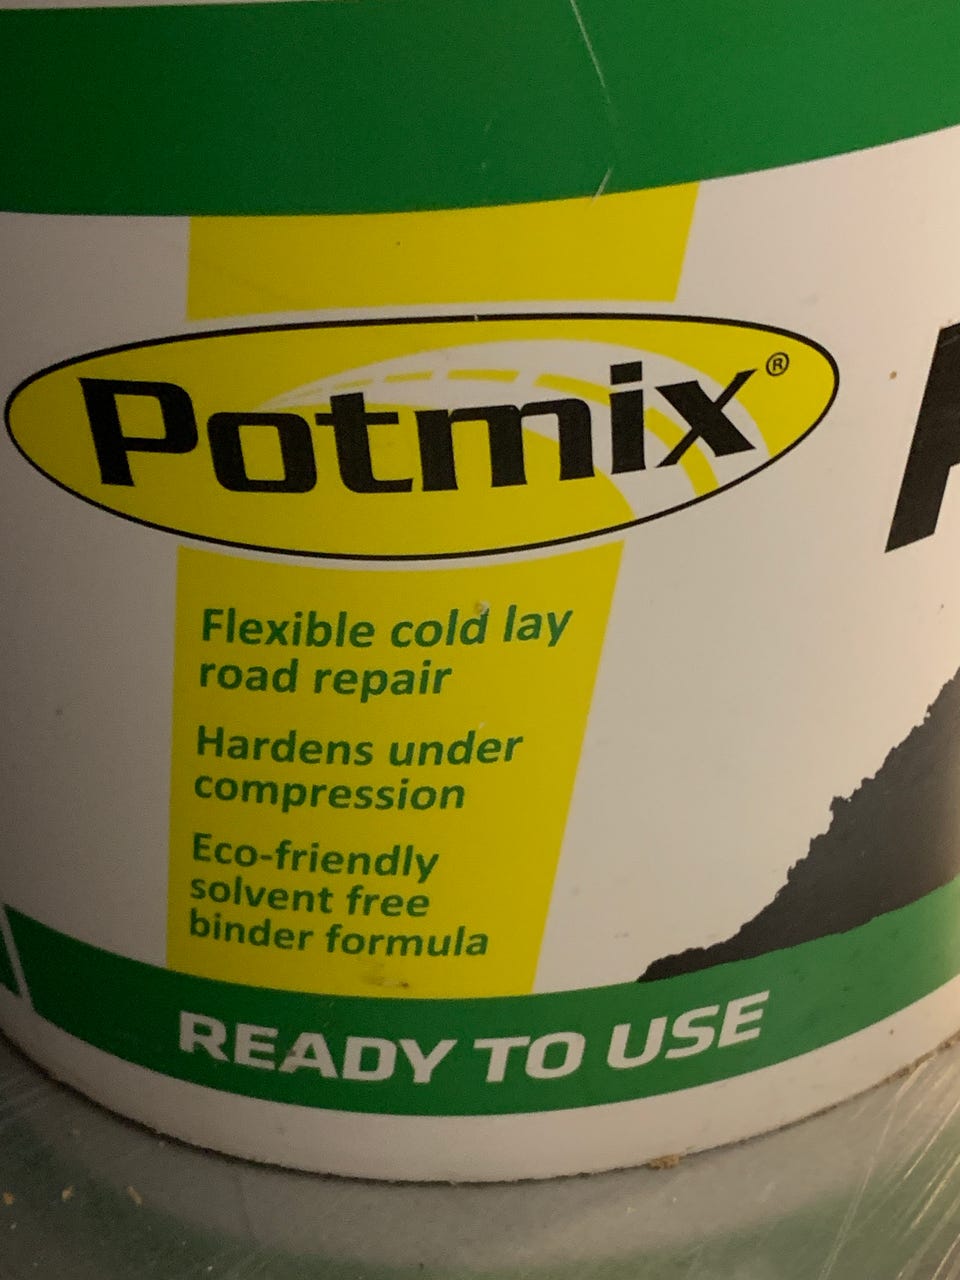 Potmix®
Flexible cold lay
road repair
Hardens under
compression
Eco-friendly
solvent free
binder formula
READY TO USE